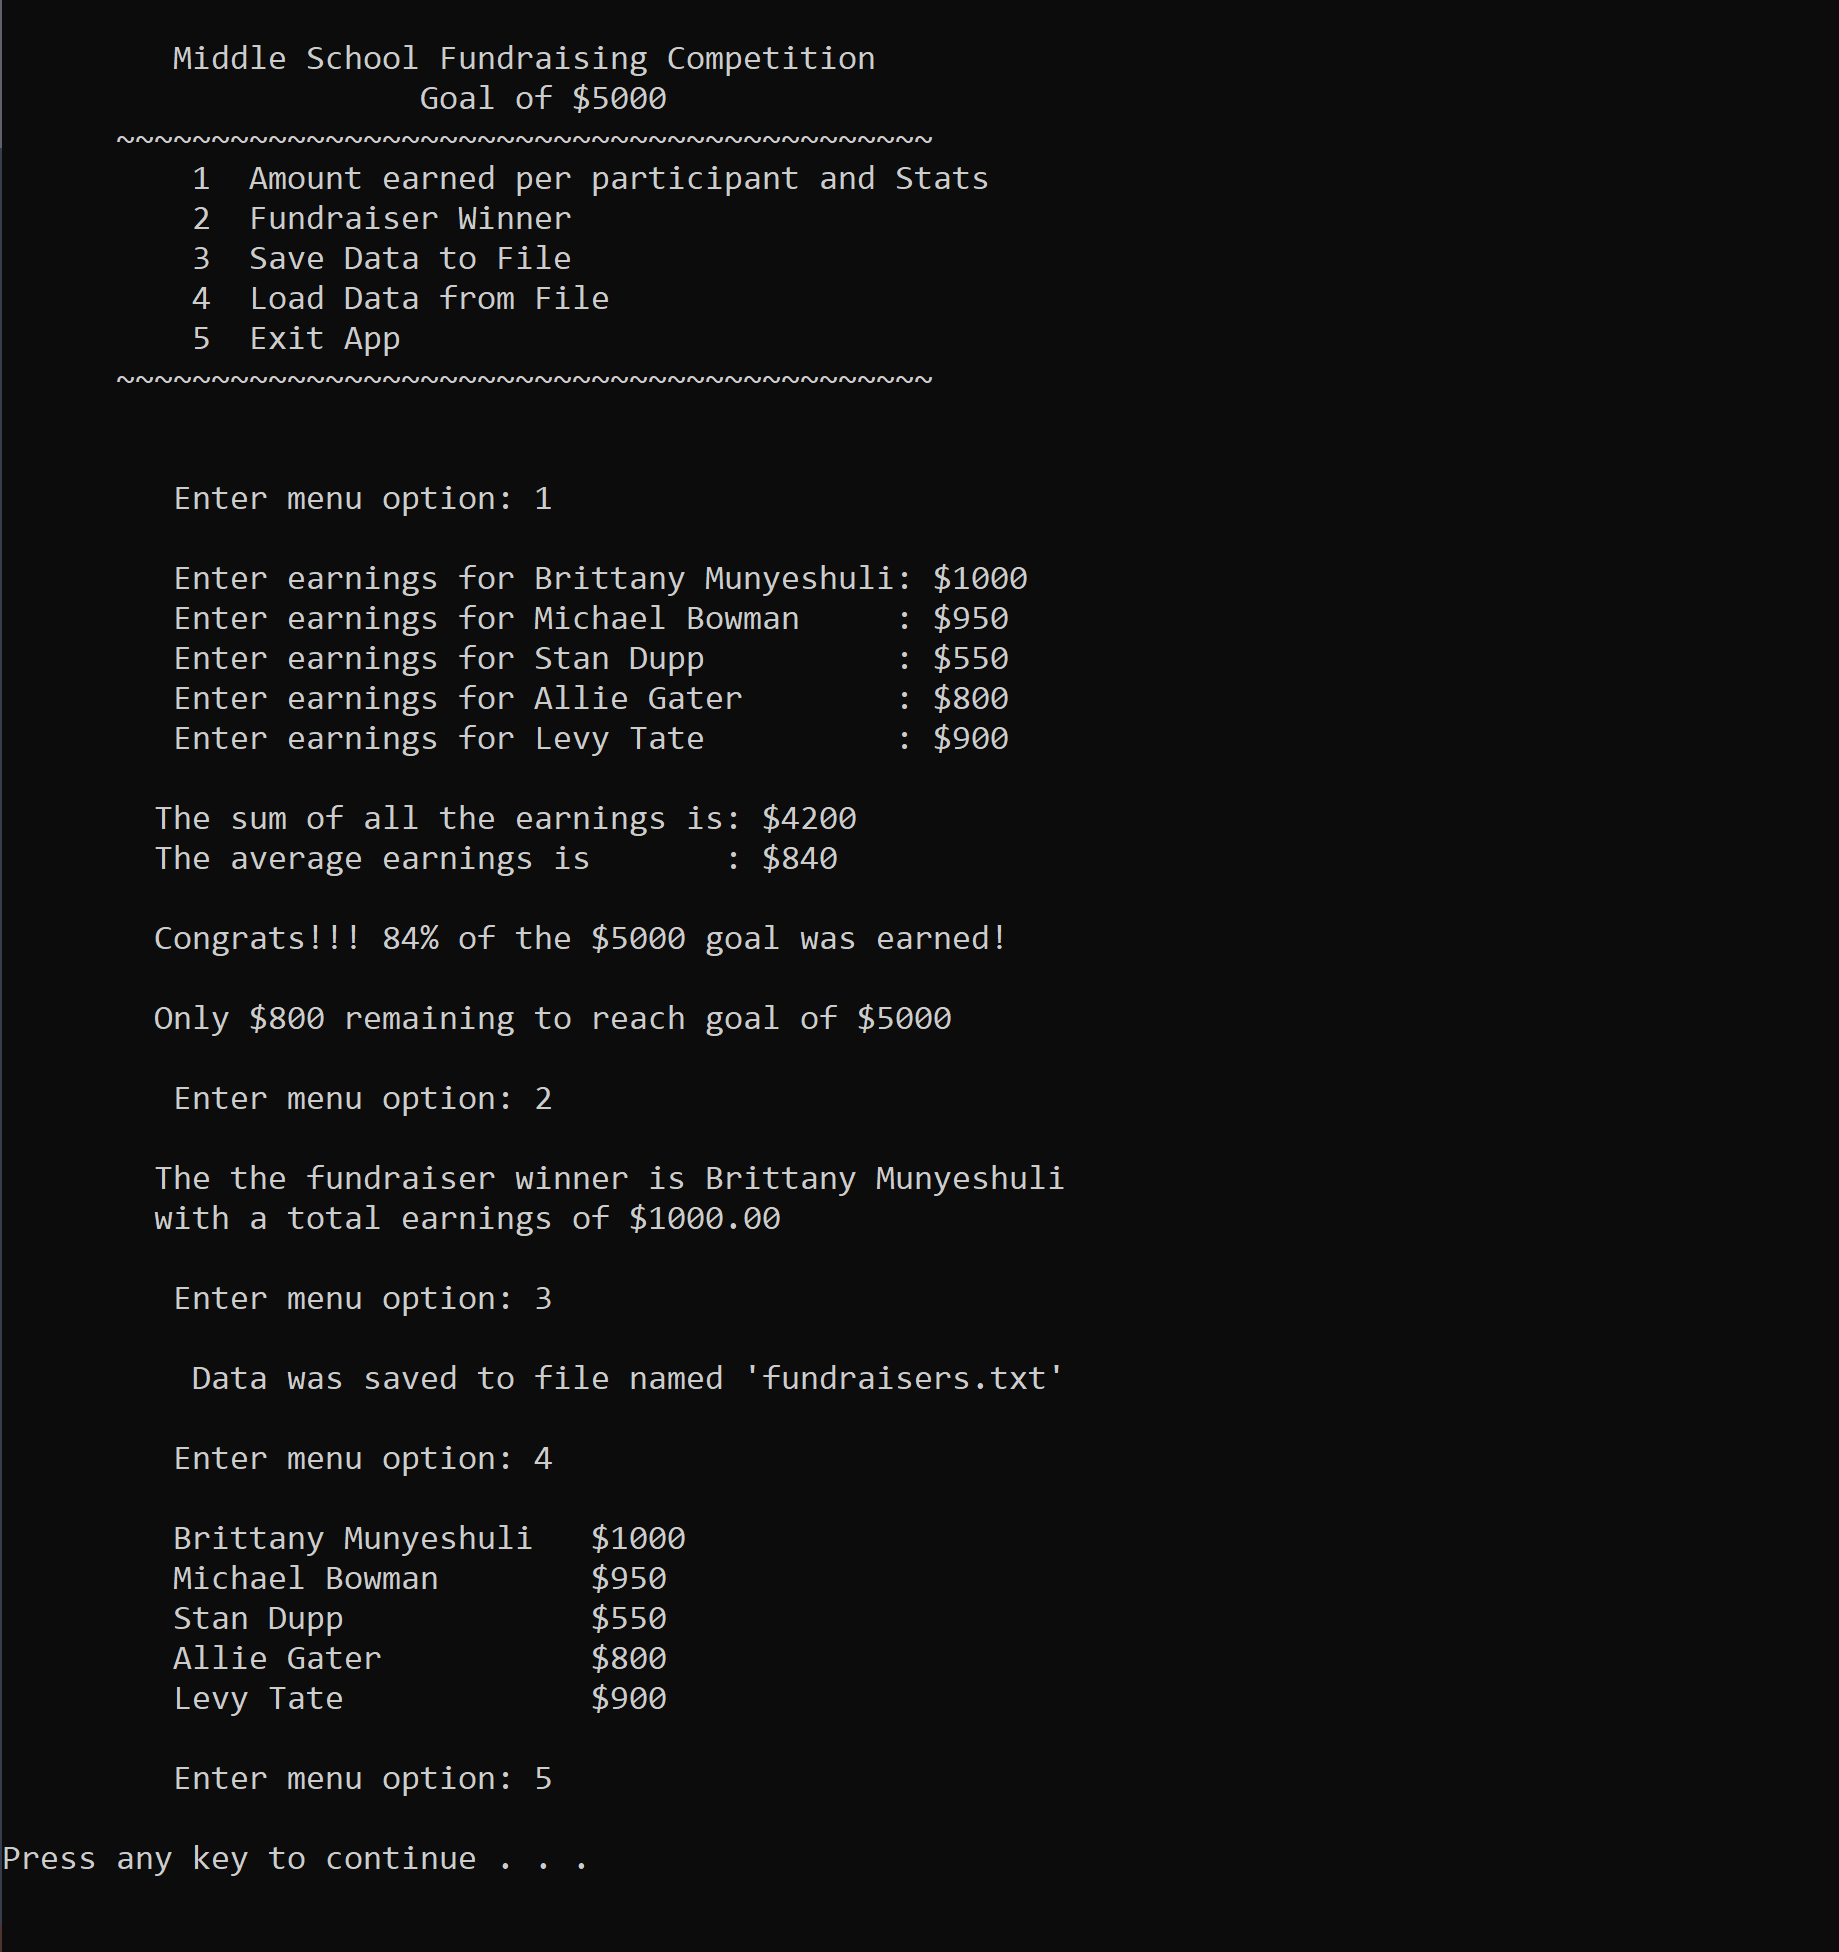 Middle School Fundraising Competition
Goal of $5000
~~~~~~~~~~~~~~~~~~~~~~~~~~~~~~~~~~~~~~~~~~~
1  Amount earned per participant and Stats
2  Fundraiser Winner
3  Save Data to File
4  Load Data from File
5  Exit App
~~~~~~~~~~~~~~~~~~~~~~~~~~~~~~~~~~~~~~~~~~~
Enter menu option: 1
Enter earnings for Brittany Munyeshuli: $1000
Enter earnings for Michael Bowman     : $950
Enter earnings for Stan Dupp          : $550
Enter earnings for Allie Gater        : $800
Enter earnings for Levy Tate          : $900
The sum of all the earnings is: $4200
The average earnings is       : $840
Congrats!!! 84% of the $5000 goal was earned!
Only $800 remaining to reach goal of $5000
Enter menu option: 2
The the fundraiser winner is Brittany Munyeshuli
with a total earnings of $1000.00
Enter menu option: 3
Data was saved to file named 'fundraisers.txt'
Enter menu option: 4
Brittany Munyeshuli   $1000
Michael Bowman        $950
Stan Dupp             $550
Allie Gater           $800
Levy Tate             $900
Enter menu option: 5
Press any key to continue . . .